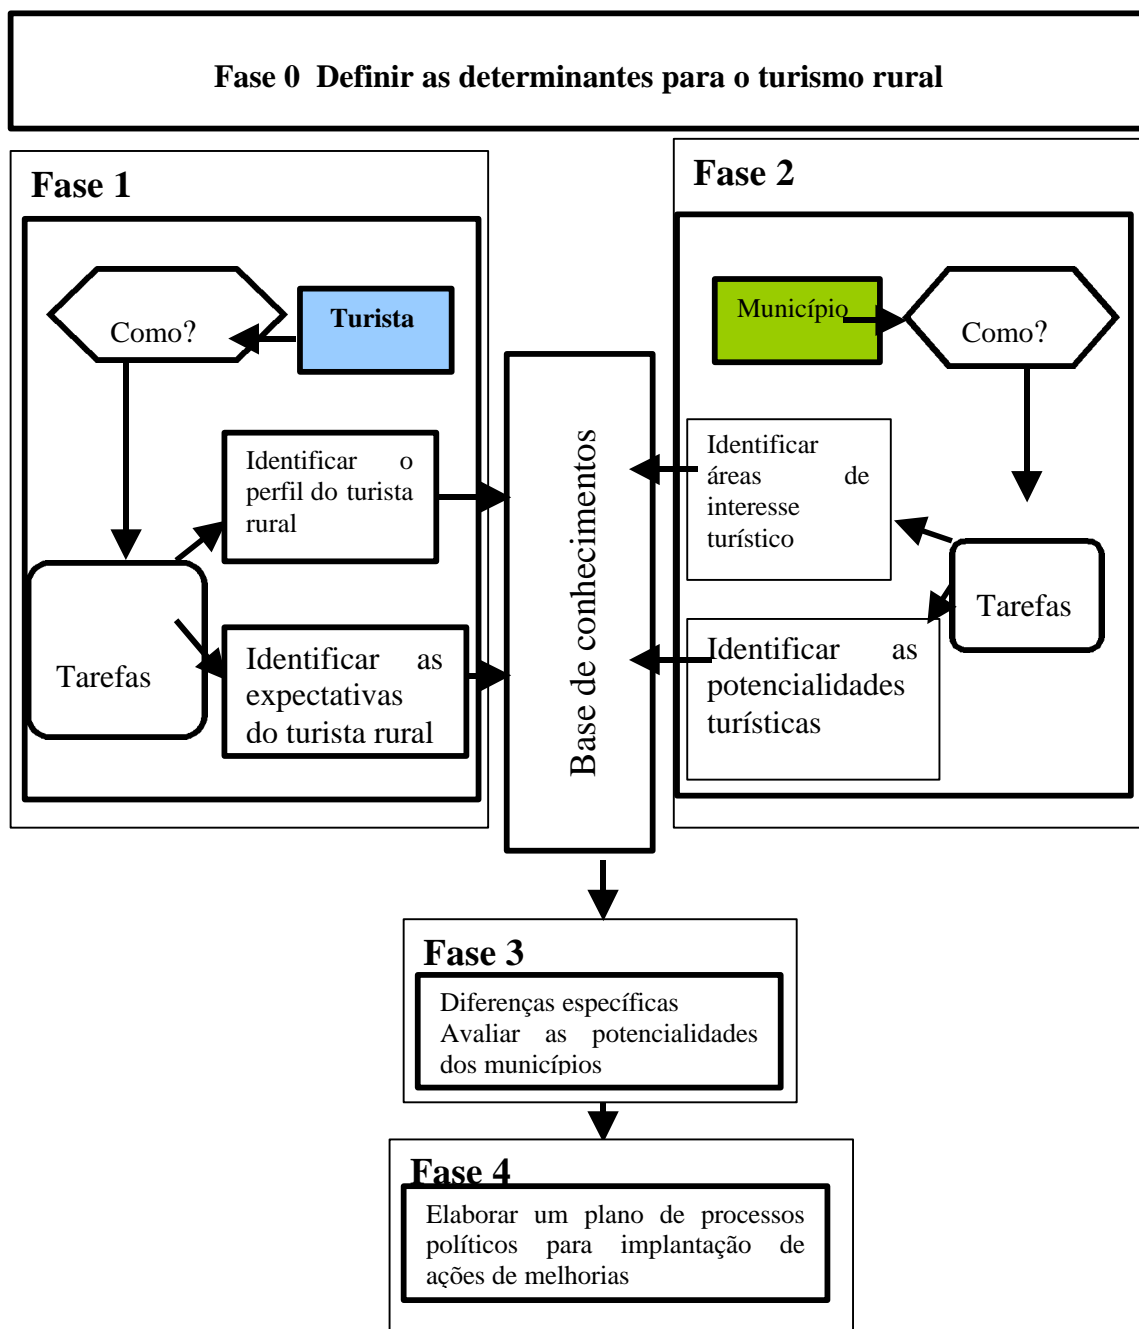 Fase 0 Definir as determinantes para o turismo rural
Fase 1
Como?
Turista
Identificar o
perfil do turista
rural
Tarefas
Identificar as
expectativas
do turista rural
Base de conhecimentos
Fase 2
Município
Como?
Identificar
áreas de
interesse
turístico
Tarefas
Identificar as
potencialidades
turísticas
Fase 3
Diferenças específicas
Avaliar as potencialidades
dos municípios
Fase 4
Elaborar um plano de processos
políticos para implantação de
ações de melhorias